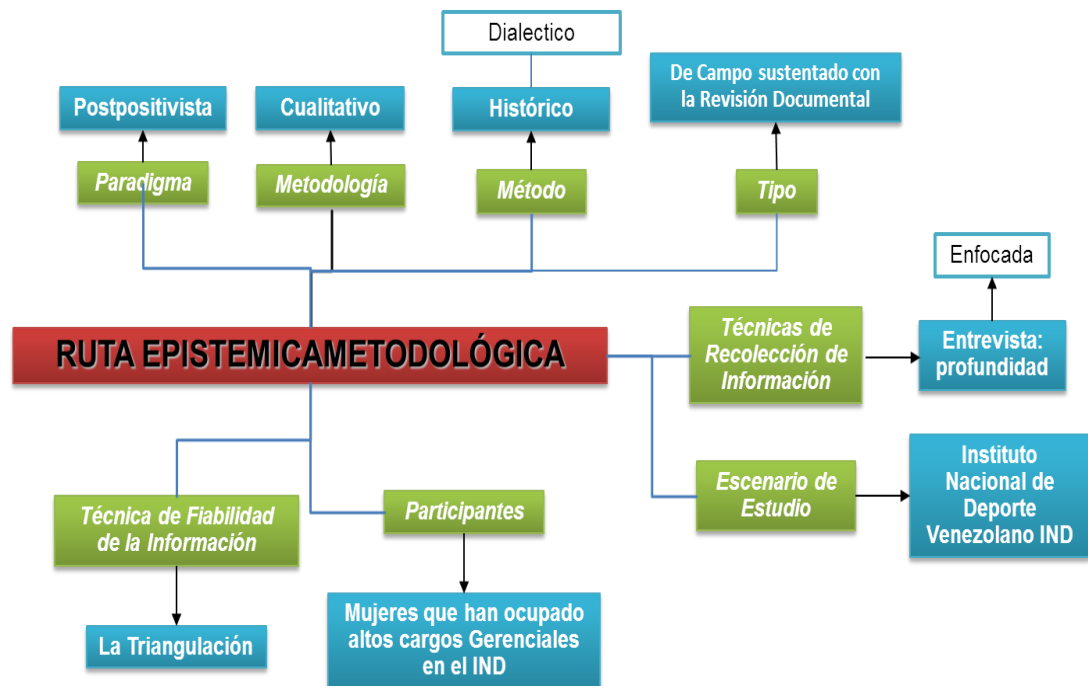 Dialectico
Postpositivista
Cualitativo
Histórico
De Campo sustentado con
la Revisión Documental
Paradigma
Metodología
Método
Tipo
Enfocada
RUTA EPISTEMICAMETODOLÓGICA
Técnicas de
Recolección de
Información
Entrevista:
profundidad
Escenario de
Estudio
Instituto
Nacional de
Deporte
Venezolano IND
Técnica de Fiabilidad
de la Información
Participantes
La Triangulación
Mujeres que han ocupado
altos cargos Gerenciales
en el IND